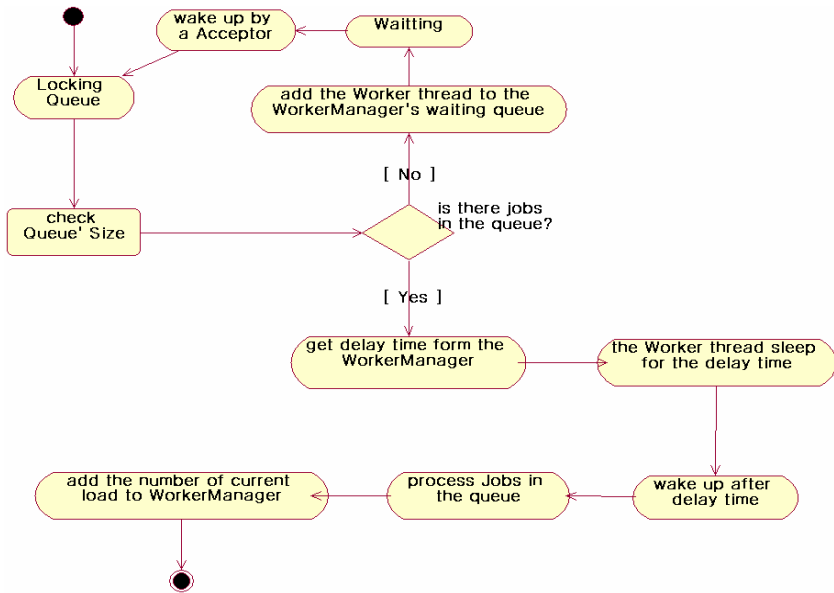 wake up by
a Acceptor
Waitting
Locking
Queue
add the Worker thread to the
WorkerManager's waiting queue
[ No ]
check
Queue' Size
is there jobs
in the queue?
[ Yes ]
get delay time form the
WorkerManager
the Worker thread sleep
for the delay time
add the number of current
load to WorkerManager
process Jobs in
the queue
wake up after
delay time